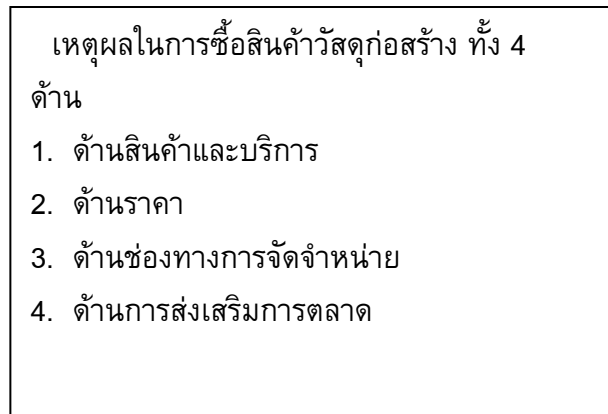 เหตุผลในการซื้อสินค้าวัสดุก่อสร้าง ทั้ง 4
ด้าน
1. ด้านสินค้าและบริการ
2. ด้านราคา
3. ด้านช่องทางการจัดจำหน่าย
4. ด้านการส่งเสริมการตลาด